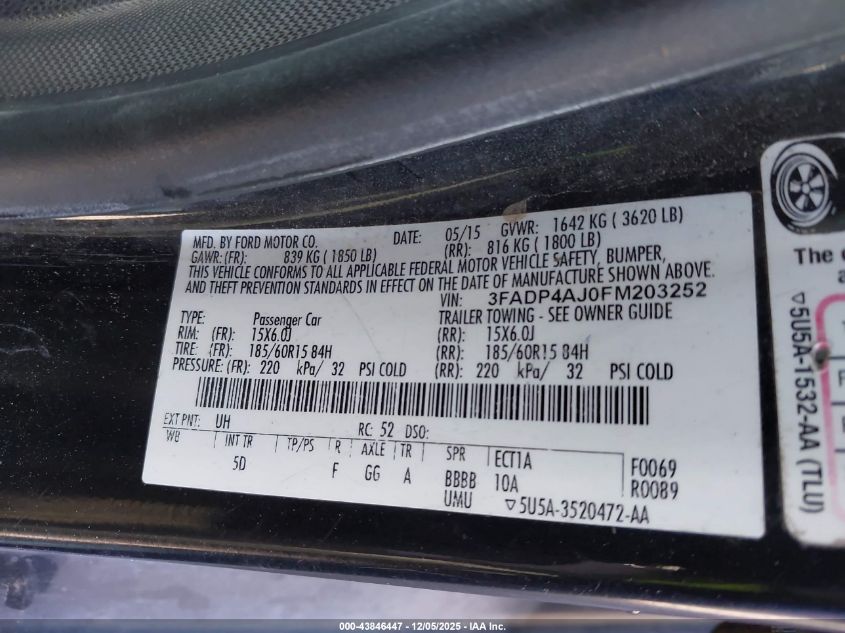 MFD. BY FORD MOTOR CO. DATE: 05/15 GVWR: 1642 KG ( 3620 LB)
GAWR: (FR): 839 KG ( 1850 LB) (RR): 816 KG ( 1800 LB)
THIS VEHICLE CONFORMS TO ALL APPLICABLE FEDERAL MOTOR VEHICLE SAFETY, BUMPER,
AND THEFT PREVENTION STANDARDS IN EFFECT ON THE DATE OF MANUFACTURE SHOWN ABOVE.
VIN: 3FADP4AJ0FM203252
TYPE: Passenger Car TRAILER TOWING - SEE OWNER GUIDE
RIM: (FR): 15X6.0J (RR): 15X6.0J
TIRE: (FR): 185/60R15 84H (RR): 185/60R15 84H
PRESSURE: (FR): 220 kPa/ 32 PSI COLD (RR): 220 kPa/ 32 PSI COLD
EXT PNT: UH RC: 52 DSO:
WB INT TR TP/PS R AXLE TR SPR ECT1A F0069
5D F GG A BBBB 10A R0089
UMU ▽5U5A-3520472-AA
The
▽5U5A-1532-AA (TLU)
000-43846447 - 12/05/2025 - IAA Inc.